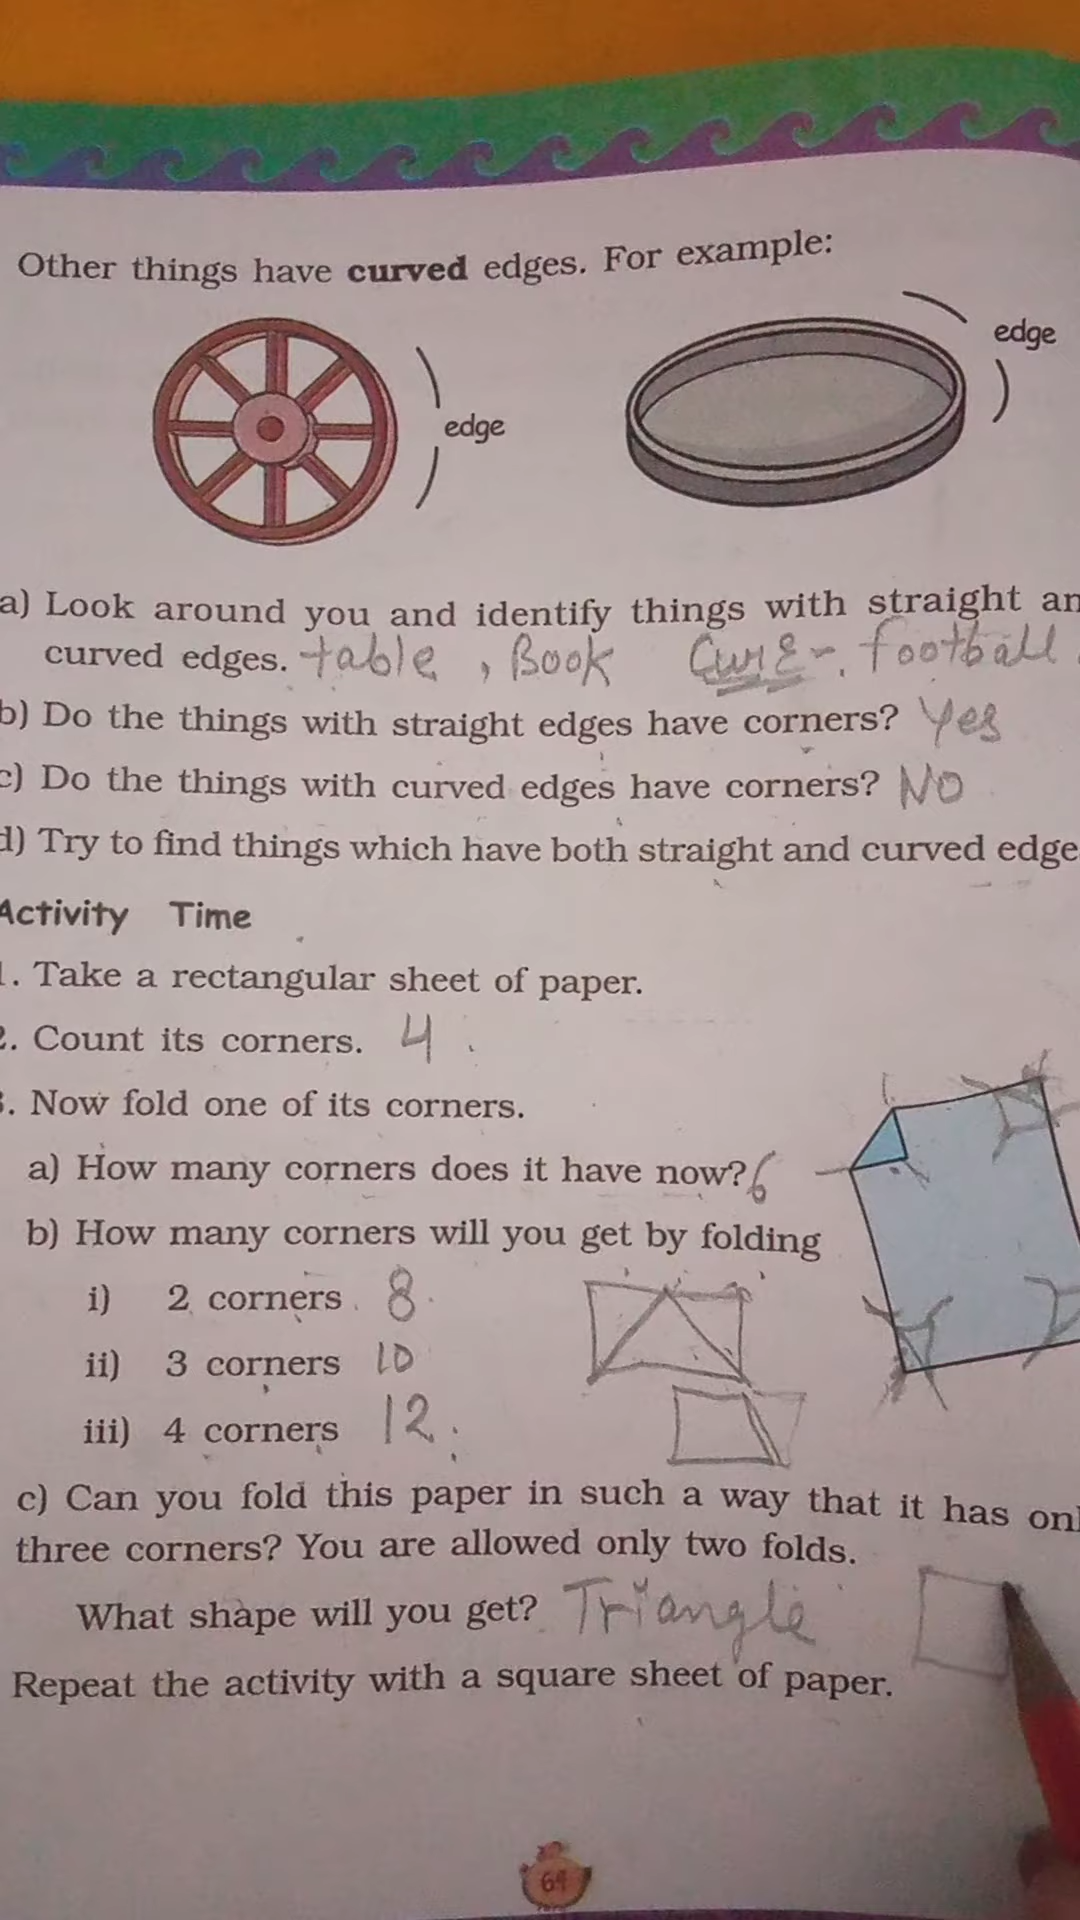 Other things have curved edges. For example:
edge
edge
a) Look around you and identify things with straight an
curved edges. table , Book football
b) Do the things with straight edges have corners? Yes
c) Do the things with curved edges have corners? NO
d) Try to find things which have both straight and curved edge
Activity Time
1. Take a rectangular sheet of paper.
2. Count its corners. 4
3. Now fold one of its corners.
a) How many corners does it have now? 6
b) How many corners will you get by folding
i) 2 corners 8
ii) 3 corners 10
iii) 4 corners 12
c) Can you fold this paper in such a way that it has onl
three corners? You are allowed only two folds.
What shape will you get? Triangle
Repeat the activity with a square sheet of paper.